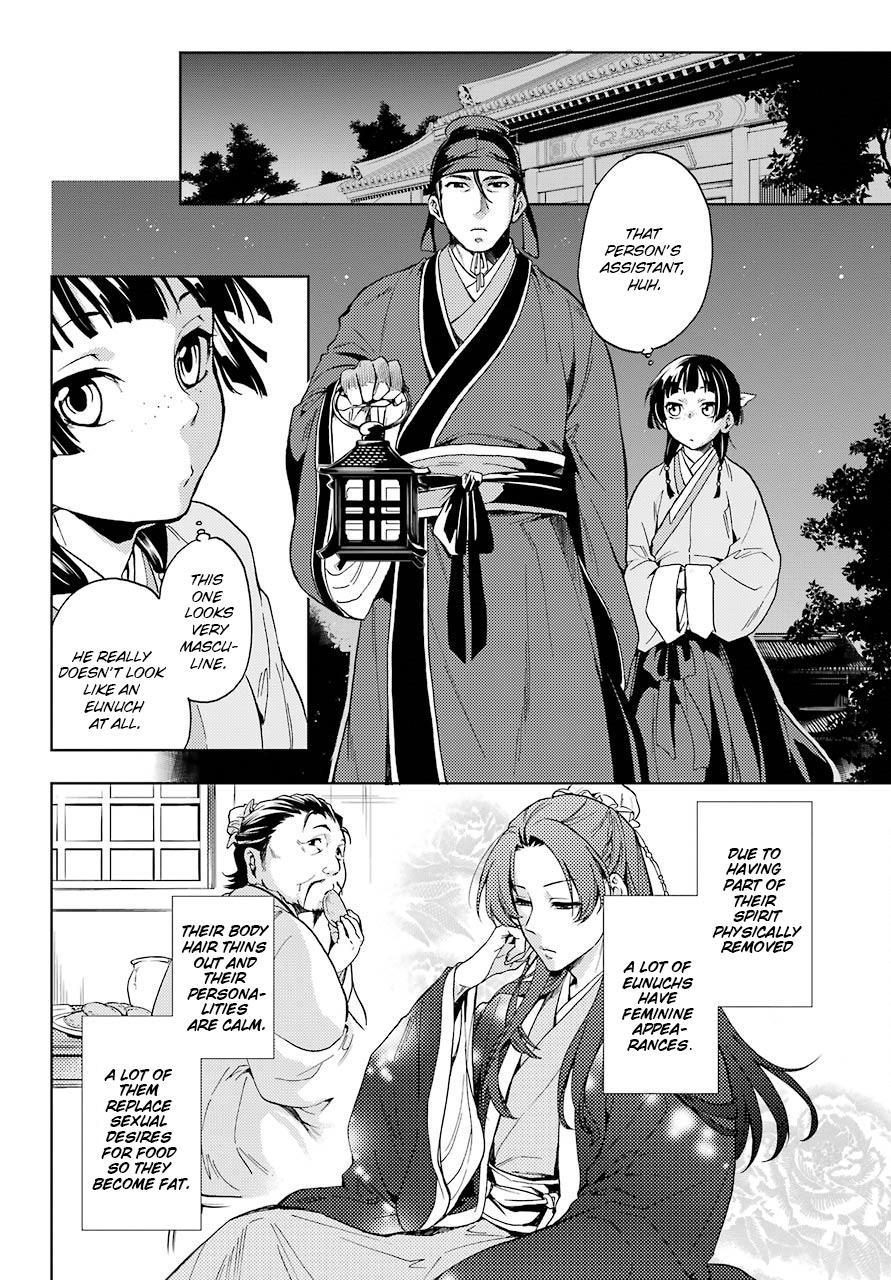 THAT
PERSON'S
ASSISTANT,
HUH.
THIS
ONE
LOOKS
VERY
MASCU-
LINE.
HE REALLY
DOESN'T LOOK
LIKE AN
EUNUCH
AT ALL.
DUE TO
HAVING
PART OF
THEIR
SPIRIT
PHYSICALLY
REMOVED
A LOT OF
EUNUCHS
HAVE
FEMININE
APPEA-
RANCES.
THEIR BODY
HAIR THINS
OUT AND
THEIR
PERSONA-
LITIES
ARE CALM.
A LOT OF
THEM
REPLACE
SEXUAL
DESIRES
FOR FOOD
SO THEY
BECOME FAT.